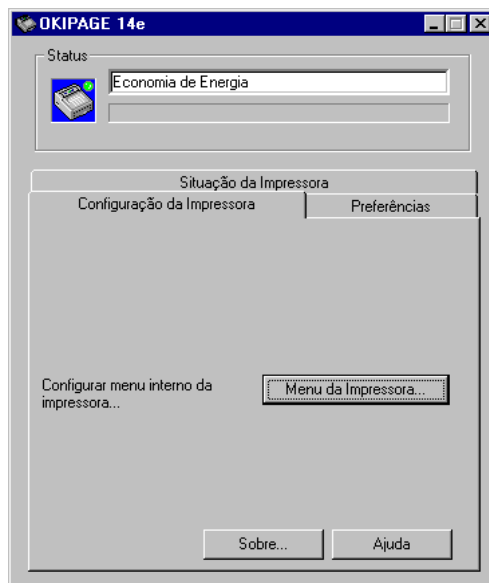 OKIPAGE 14e
Status
Economia de Energia
Situação da Impressora
Configuração da Impressora
Preferências
Configurar menu interno da
impressora...
Menu da Impressora...
Sobre...
Ajuda